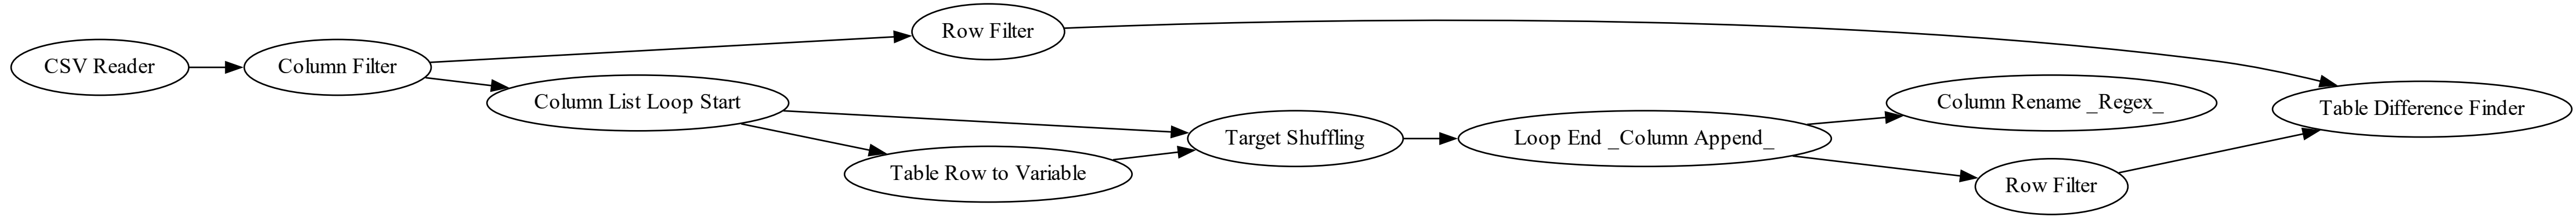 CSV Reader
Column Filter
Row Filter
Column List Loop Start
Table Row to Variable
Target Shuffling
Loop End _Column Append_
Column Rename _Regex_
Row Filter
Table Difference Finder